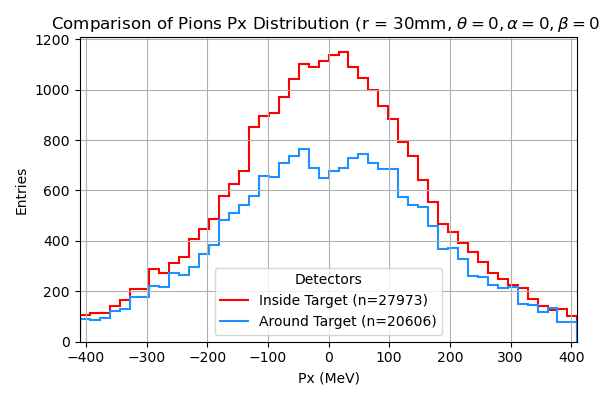 Comparison of Pions Px Distribution (r = 30mm, θ = 0, α = 0, β = 0
1200
1000
800
600
400
200
0
Entries
Detectors
Inside Target (n=27973)
Around Target (n=20606)
−400 −300 −200 −100 0 100 200 300 400
Px (MeV)